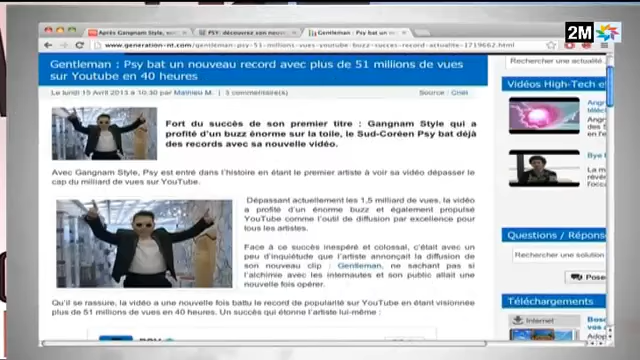 2M
Après Gangnam Style, en
PSY: découvrez son nouv
Gentleman : Psy bat un
www.generation-nt.com/gentleman-psy-51-millions-vues-youtube-buzz-succes-record-actualite-1719662.html
Gentleman : Psy bat un nouveau record avec plus de 51 millions de vues
sur Youtube en 40 heures
Rechercher une actualité
Le lundi 15 Avril 2013 à 10:30 par Mathieu M. | 3 commentaire(s)
Source : Cnet
Vidéos High-Tech et
Fort du succès de son premier titre : Gangnam Style qui a
profité d'un buzz énorme sur la toile, le Sud-Coréen Psy bat déjà
des records avec sa nouvelle vidéo.
Avec Gangnam Style, Psy est entré dans l'histoire en étant le premier artiste à voir sa vidéo dépasser le
cap du milliard de vues sur YouTube.
Bye
Dépassant actuellement les 1,5 milliard de vues, la vidéo
a profité d'un énorme buzz et également propulsé
YouTube comme l'outil de diffusion par excellence pour
tous les artistes.
Questions / Répons
Face à ce succès inespéré et colossal, c'était avec un
peu d'inquiétude que l'artiste annonçait la diffusion de
son nouveau clip : Gentleman, ne sachant pas si
l'alchimie avec les internautes et son public allait une
nouvelle fois opérer.
Rechercher une solution
Pose
Téléchargements
Qu'il se rassure, la vidéo a une nouvelle fois battu le record de popularité sur YouTube en étant visionnée
plus de 51 millions de vues en 40 heures. Un succès qui étonne l'artiste lui-même :
Internet
PSY